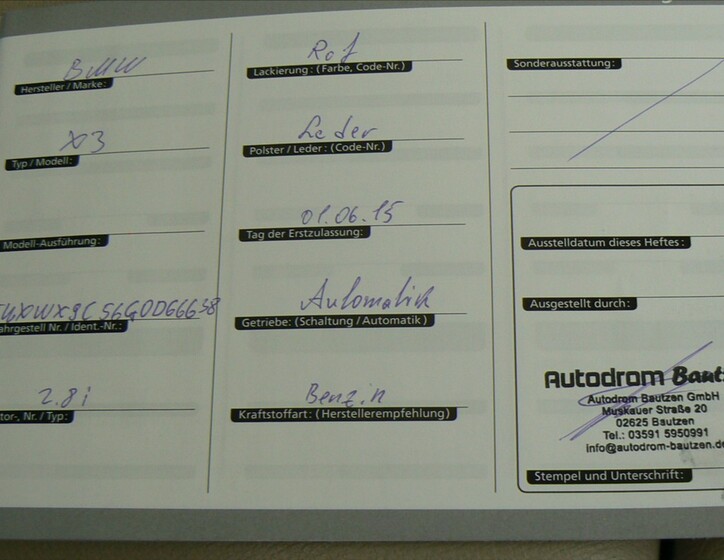 BMW
Hersteller / Marke:
X3
Typ / Modell:
Modell-Ausführung:
ahrgestell Nr. / Ident.-Nr.:
2.8i
tor-, Nr. / Typ:
Rot
Lackierung: (Farbe, Code-Nr.)
Leder
Polster / Leder: (Code-Nr.)
01.06.15
Tag der Erstzulassung:
Automatik
Getriebe: (Schaltung / Automatik )
Benzin
Kraftstoffart: (Herstellerempfehlung)
Sonderausstattung:
Ausstelldatum dieses Heftes :
Ausgestellt durch:
Autodrom Baut
Autodrom Bautzen GmbH
Muskauer Straße 20
02625 Bautzen
Tel.: 03591 5950991
info@autodrom-bautzen.de
Stempel und Unterschrift: